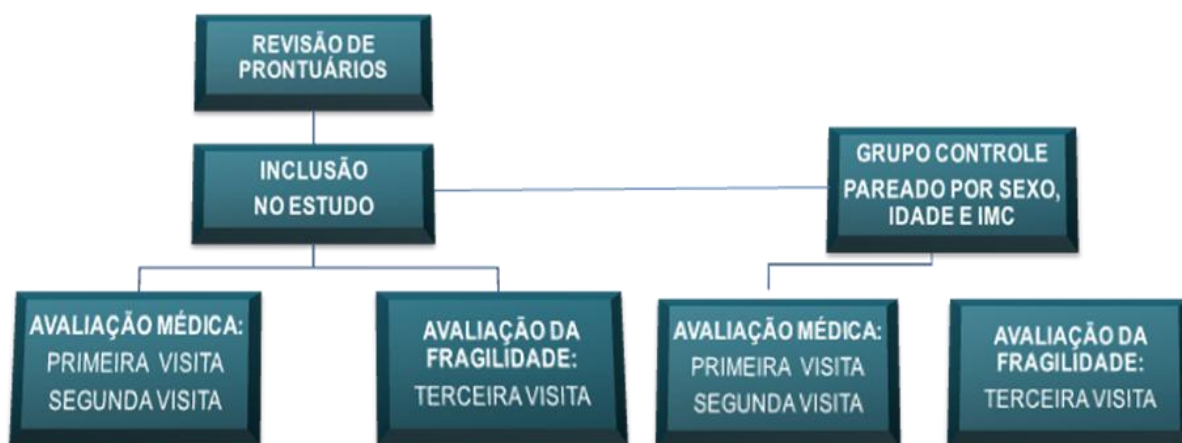 REVISÃO DE
PRONTUÁRIOS
INCLUSÃO
NO ESTUDO
GRUPO CONTROLE
PAREADO POR SEXO,
IDADE E IMC
AVALIAÇÃO MÉDICA:
PRIMEIRA VISITA
SEGUNDA VISITA
AVALIAÇÃO DA
FRAGILIDADE:
TERCEIRA VISITA
AVALIAÇÃO MÉDICA:
PRIMEIRA VISITA
SEGUNDA VISITA
AVALIAÇÃO DA
FRAGILIDADE:
TERCEIRA VISITA